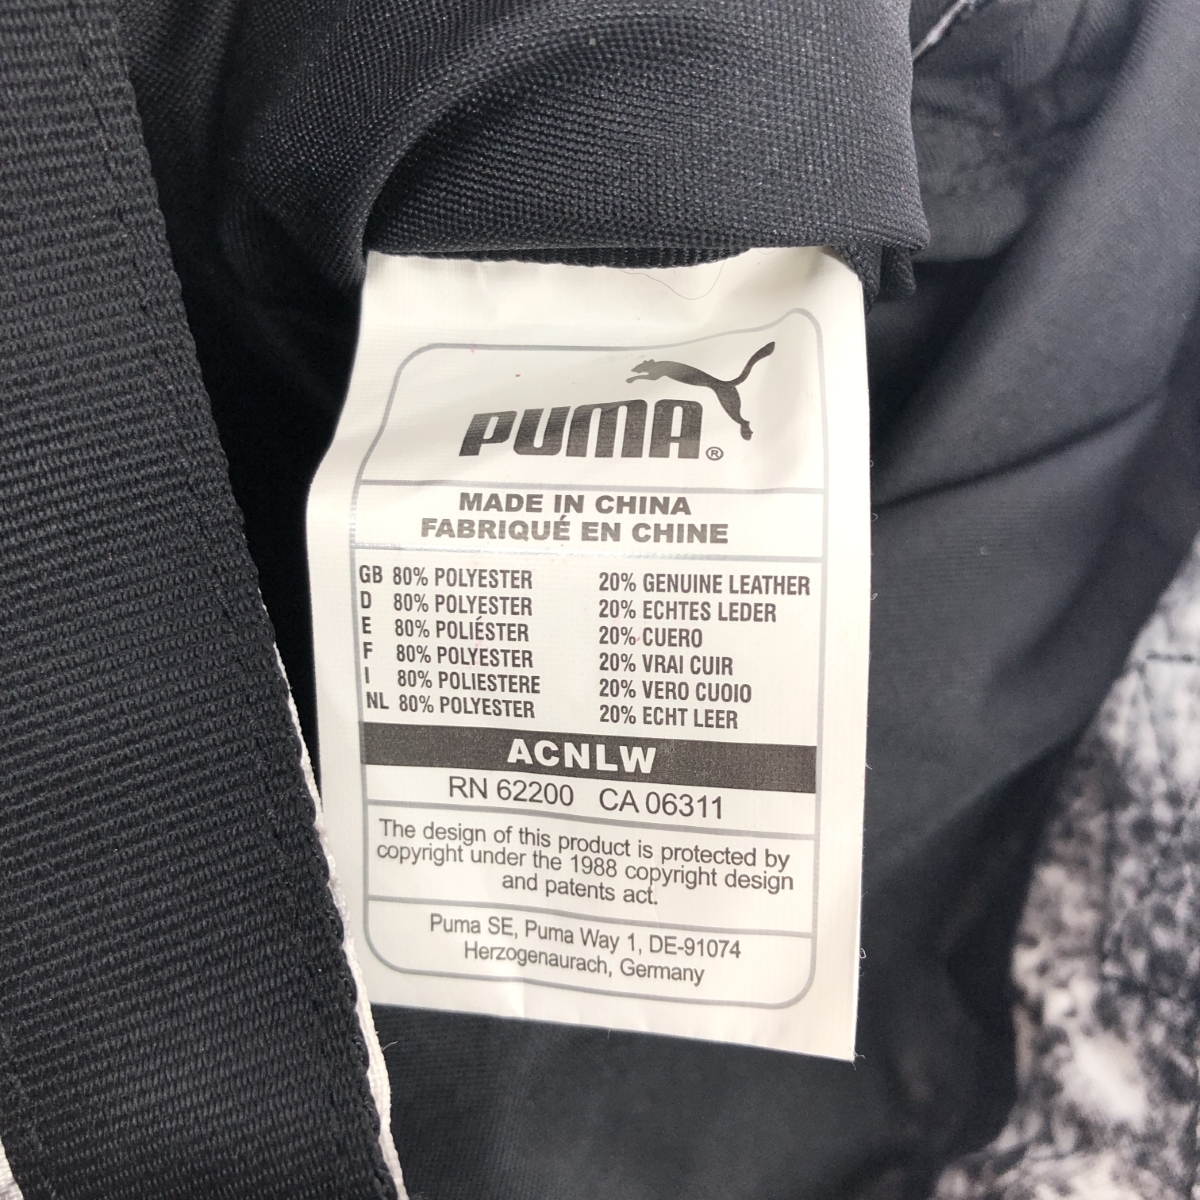 PUMA®
MADE IN CHINA
FABRIQUÉ EN CHINE
GB 80% POLYESTER 20% GENUINE LEATHER
D 80% POLYESTER 20% ECHTES LEDER
E 80% POLIÉSTER 20% CUERO
F 80% POLYESTER 20% VRAI CUIR
I 80% POLIESTERE 20% VERO CUOIO
NL 80% POLYESTER 20% ECHT LEER
ACNLW
RN 62200 CA 06311
The design of this product is protected by
copyright under the 1988 copyright design
and patents act.
Puma SE, Puma Way 1, DE-91074
Herzogenaurach, Germany